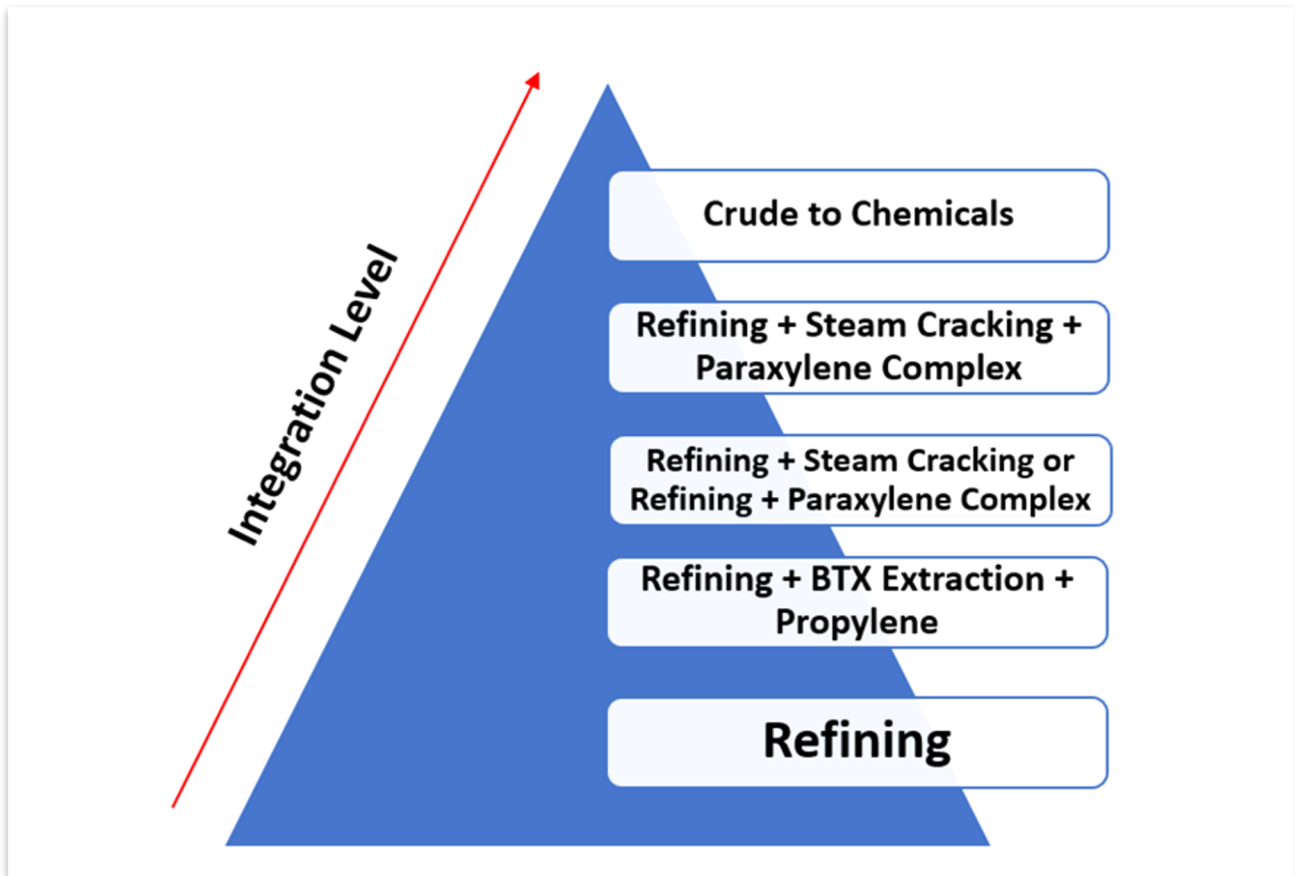 Integration Level
Crude to Chemicals
Refining + Steam Cracking +
Paraxylene Complex
Refining + Steam Cracking or
Refining + Paraxylene Complex
Refining + BTX Extraction +
Propylene
Refining